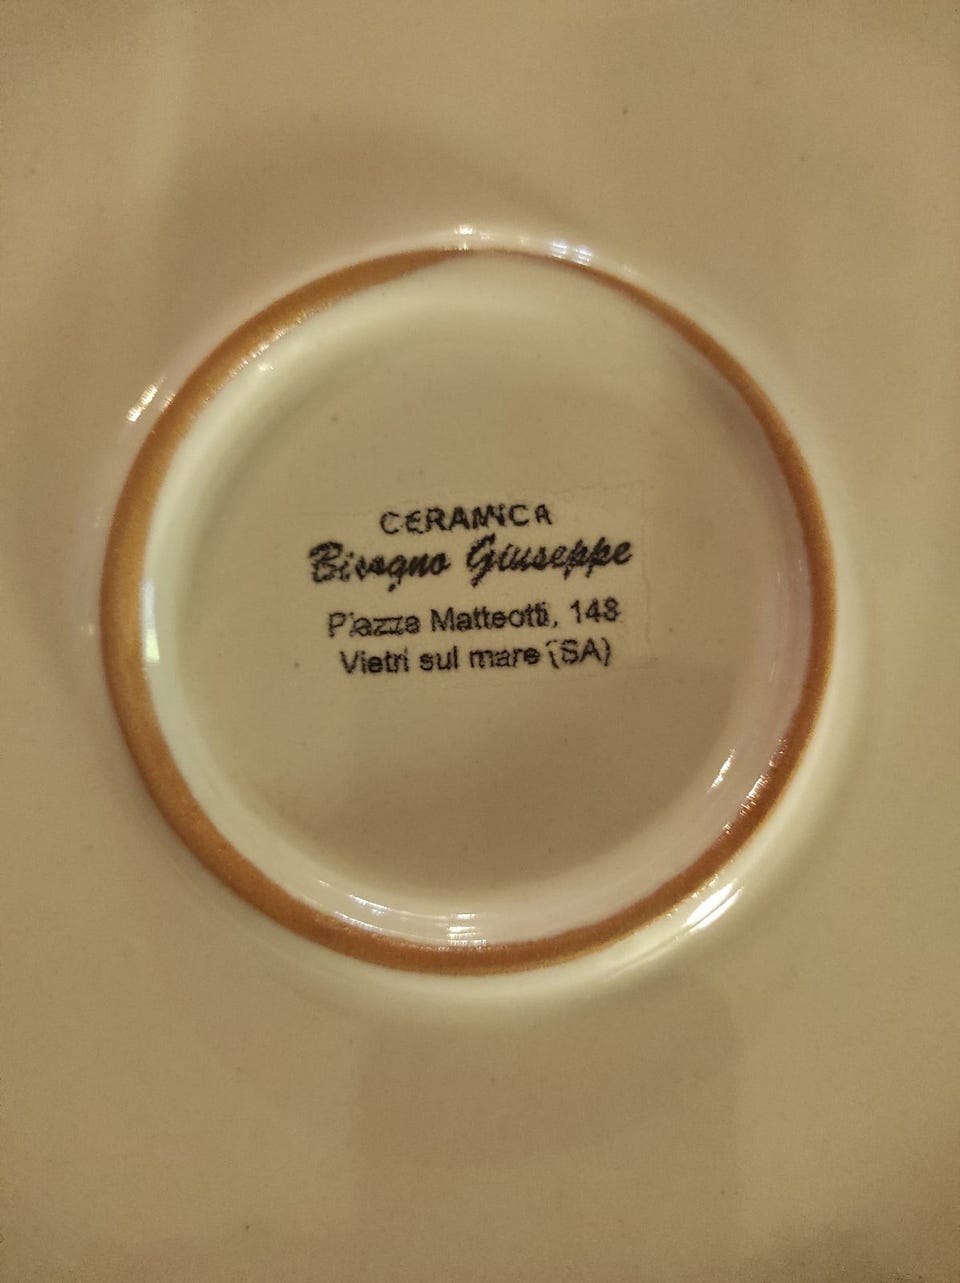 CERAMICA
Bisogno Giuseppe
Piazza Matteotti, 148
Vietri sul mare (SA)